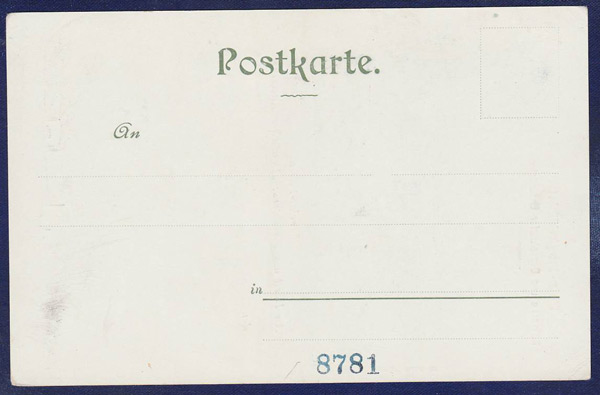 Postkarte.
An
in
8781